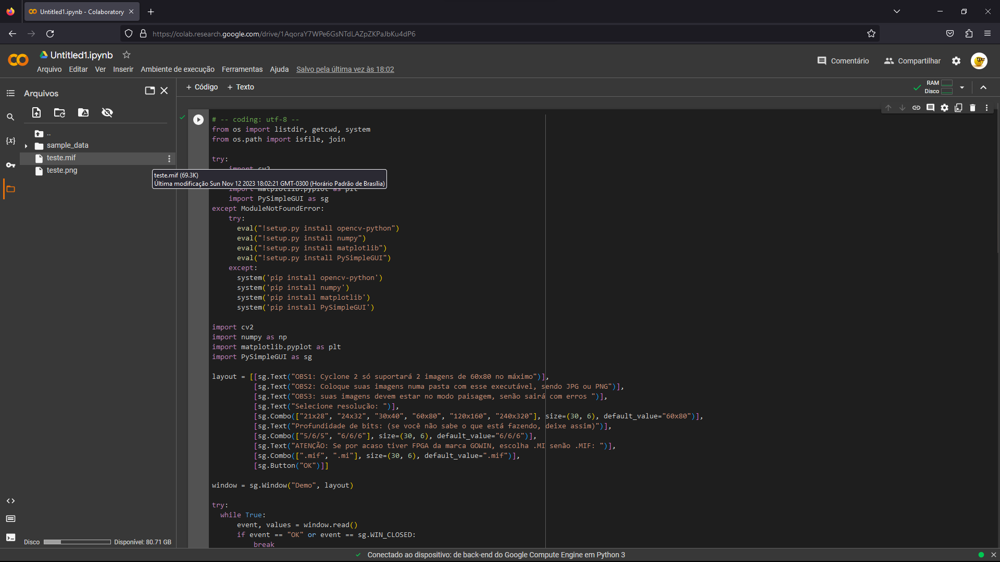 Untitled1.ipynb - Colaboratory
https://colab.research.google.com/drive/1AqoraY7WPe6GsNTdLAZpZKPaJbKu4dP6
Untitled1.ipynb
Arquivo Editar Ver Inserir Ambiente de execução Ferramentas Ajuda Salvo pela última vez às 18:02
Comentário Compartilhar
Arquivos
+ Código + Texto
RAM
Disco
..
sample_data
teste.mif
teste.png
teste.mif (69.3K)
Última modificação Sun Nov 12 2023 18:02:21 GMT-0300 (Horário Padrão de Brasília)
{x}
# -- coding: utf-8 --
from os import listdir, getcwd, system
from os.path import isfile, join
try:
    import cv2
    import matplotlib.pyplot as plt
    import PySimpleGUI as sg
except ModuleNotFoundError:
    try:
      eval("!setup.py install opencv-python")
      eval("!setup.py install numpy")
      eval("!setup.py install matplotlib")
      eval("!setup.py install PySimpleGUI")
    except:
      system('pip install opencv-python')
      system('pip install numpy')
      system('pip install matplotlib')
      system('pip install PySimpleGUI')
import cv2
import numpy as np
import matplotlib.pyplot as plt
import PySimpleGUI as sg
layout = [[sg.Text("OBS1: Cyclone 2 só suportará 2 imagens de 60x80 no máximo")],
          [sg.Text("OBS2: Coloque suas imagens numa pasta com esse executável, sendo JPG ou PNG")],
          [sg.Text("OBS3: suas imagens devem estar no modo paisagem, senão sairá com erros ")],
          [sg.Text("Selecione resolução: ")],
          [sg.Combo(["21x28", "24x32", "30x40", "60x80", "120x160", "240x320"], size=(30, 6), default_value="60x80")],
          [sg.Text("Profundidade de bits: (se você não sabe o que está fazendo, deixe assim)")],
          [sg.Combo(["5/6/5", "6/6/6"], size=(30, 6), default_value="6/6/6")],
          [sg.Text("ATENÇÃO: Se por acaso tiver FPGA da marca GOWIN, escolha .MI senão .MIF: ")],
          [sg.Combo([".mif", ".mi"], size=(30, 6), default_value=".mif")],
          [sg.Button("OK")]]
window = sg.Window("Demo", layout)
try:
  while True:
      event, values = window.read()
      if event == "OK" or event == sg.WIN_CLOSED:
          break
Disco Disponível: 80.71 GB
Conectado ao dispositivo: de back-end do Google Compute Engine em Python 3